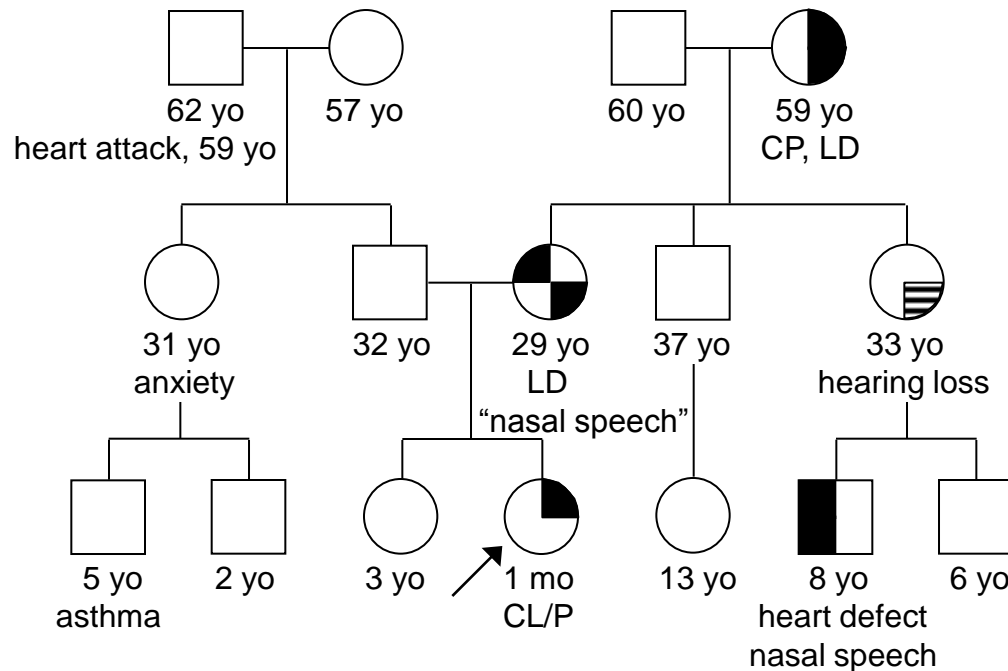 62 yo
heart attack, 59 yo
57 yo
60 yo
59 yo
CP, LD
31 yo
anxiety
32 yo
29 yo
LD
“nasal speech”
37 yo
33 yo
hearing loss
5 yo
asthma
2 yo
3 yo
1 mo
CL/P
13 yo
8 yo
heart defect
nasal speech
6 yo